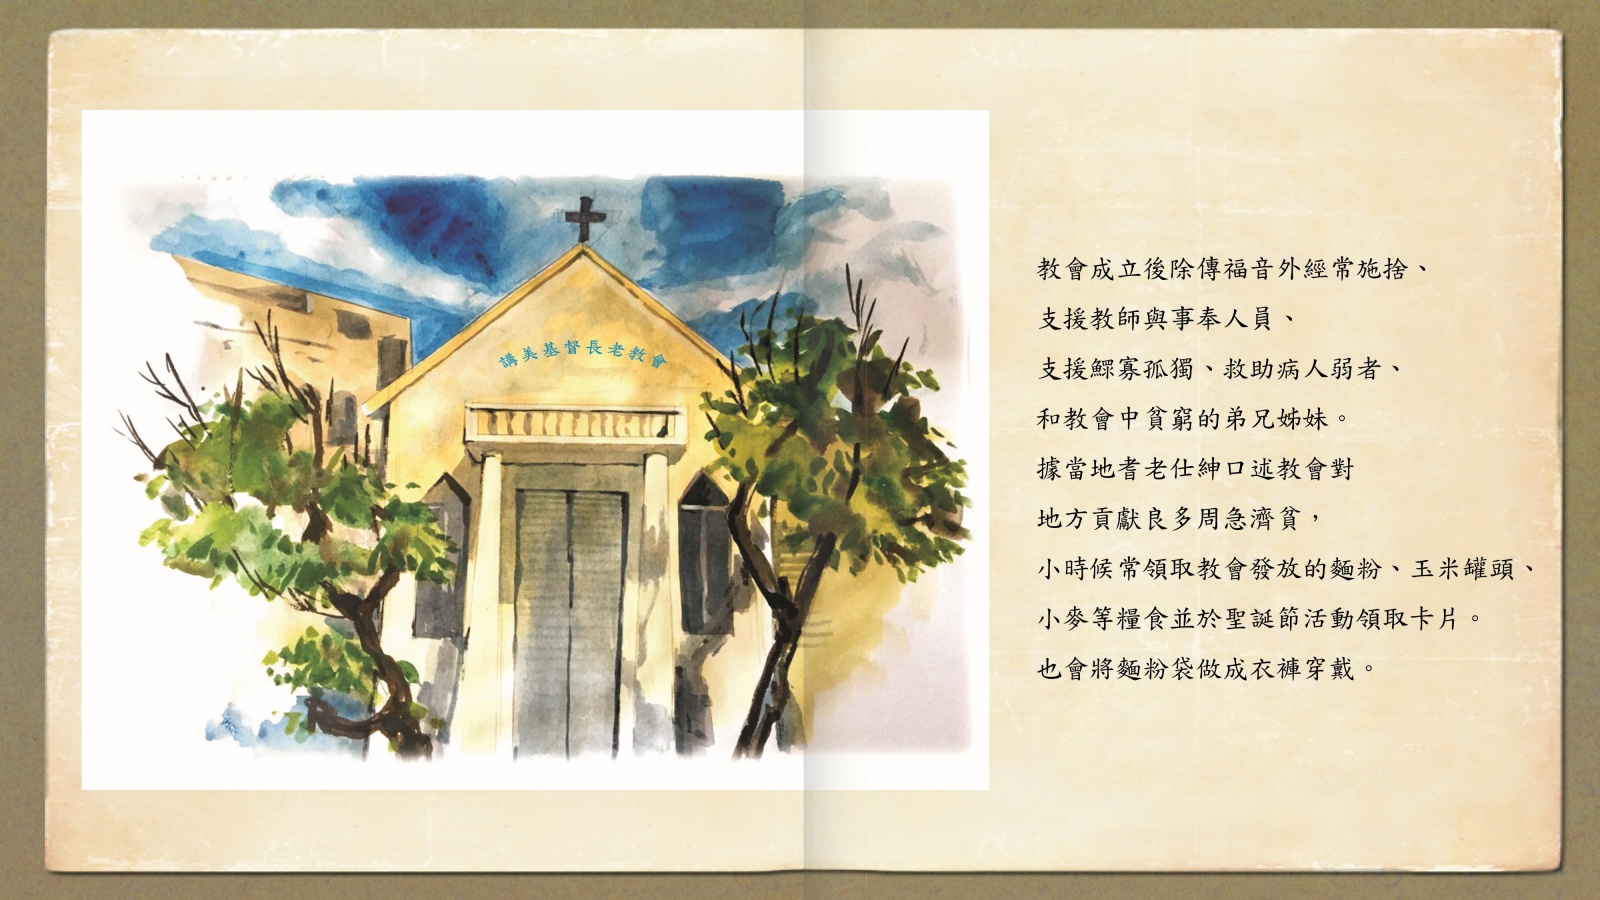 講美基督長老教會
教會成立後除傳福音外經常施捨、
支援教師與事奉人員、
支援鰥寡孤獨、救助病人弱者、
和教會中貧窮的弟兄姊妹。
據當地耆老仕紳口述教會對
地方貢獻良多周急濟貧，
小時候常領取教會發放的麵粉、玉米罐頭、
小麥等糧食並於聖誕節活動領取卡片。
也會將麵粉袋做成衣褲穿戴。